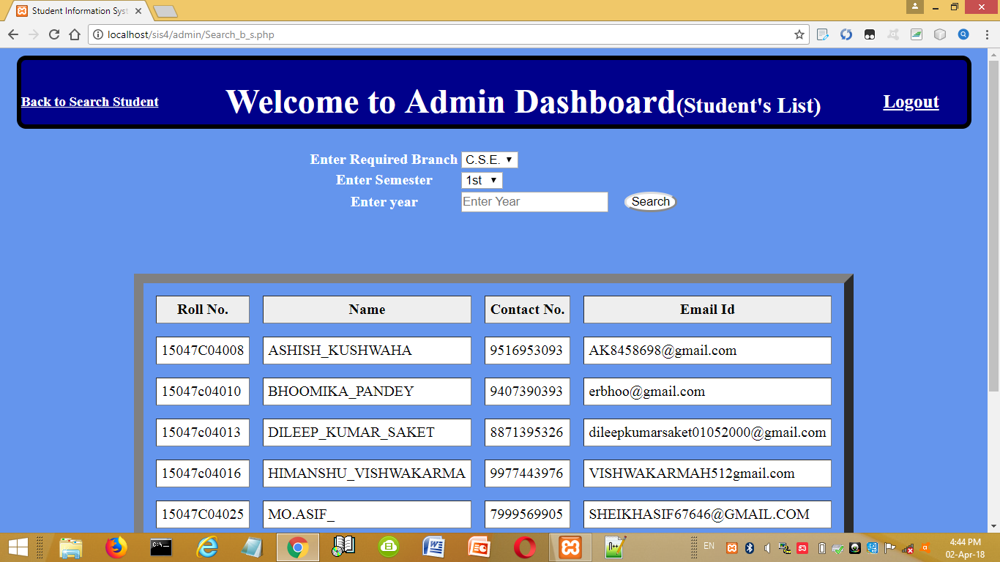 Student Information Syst
localhost/sis4/admin/Search_b_s.php
Back to Search Student
Welcome to Admin Dashboard(Student's List)
Logout
Enter Required Branch C.S.E.
Enter Semester 1st
Enter year Enter Year Search
Roll No. Name Contact No. Email Id
15047C04008 ASHISH_KUSHWAHA 9516953093 AK8458698@gmail.com
15047c04010 BHOOMIKA_PANDEY 9407390393 erbhoo@gmail.com
15047c04013 DILEEP_KUMAR_SAKET 8871395326 dileepkumarsaket01052000@gmail.com
15047c04016 HIMANSHU_VISHWAKARMA 9977443976 VISHWAKARMAH512gmail.com
15047C04025 MO.ASIF_ 7999569905 SHEIKHASIF67646@GMAIL.COM
EN
4:44 PM
02-Apr-18